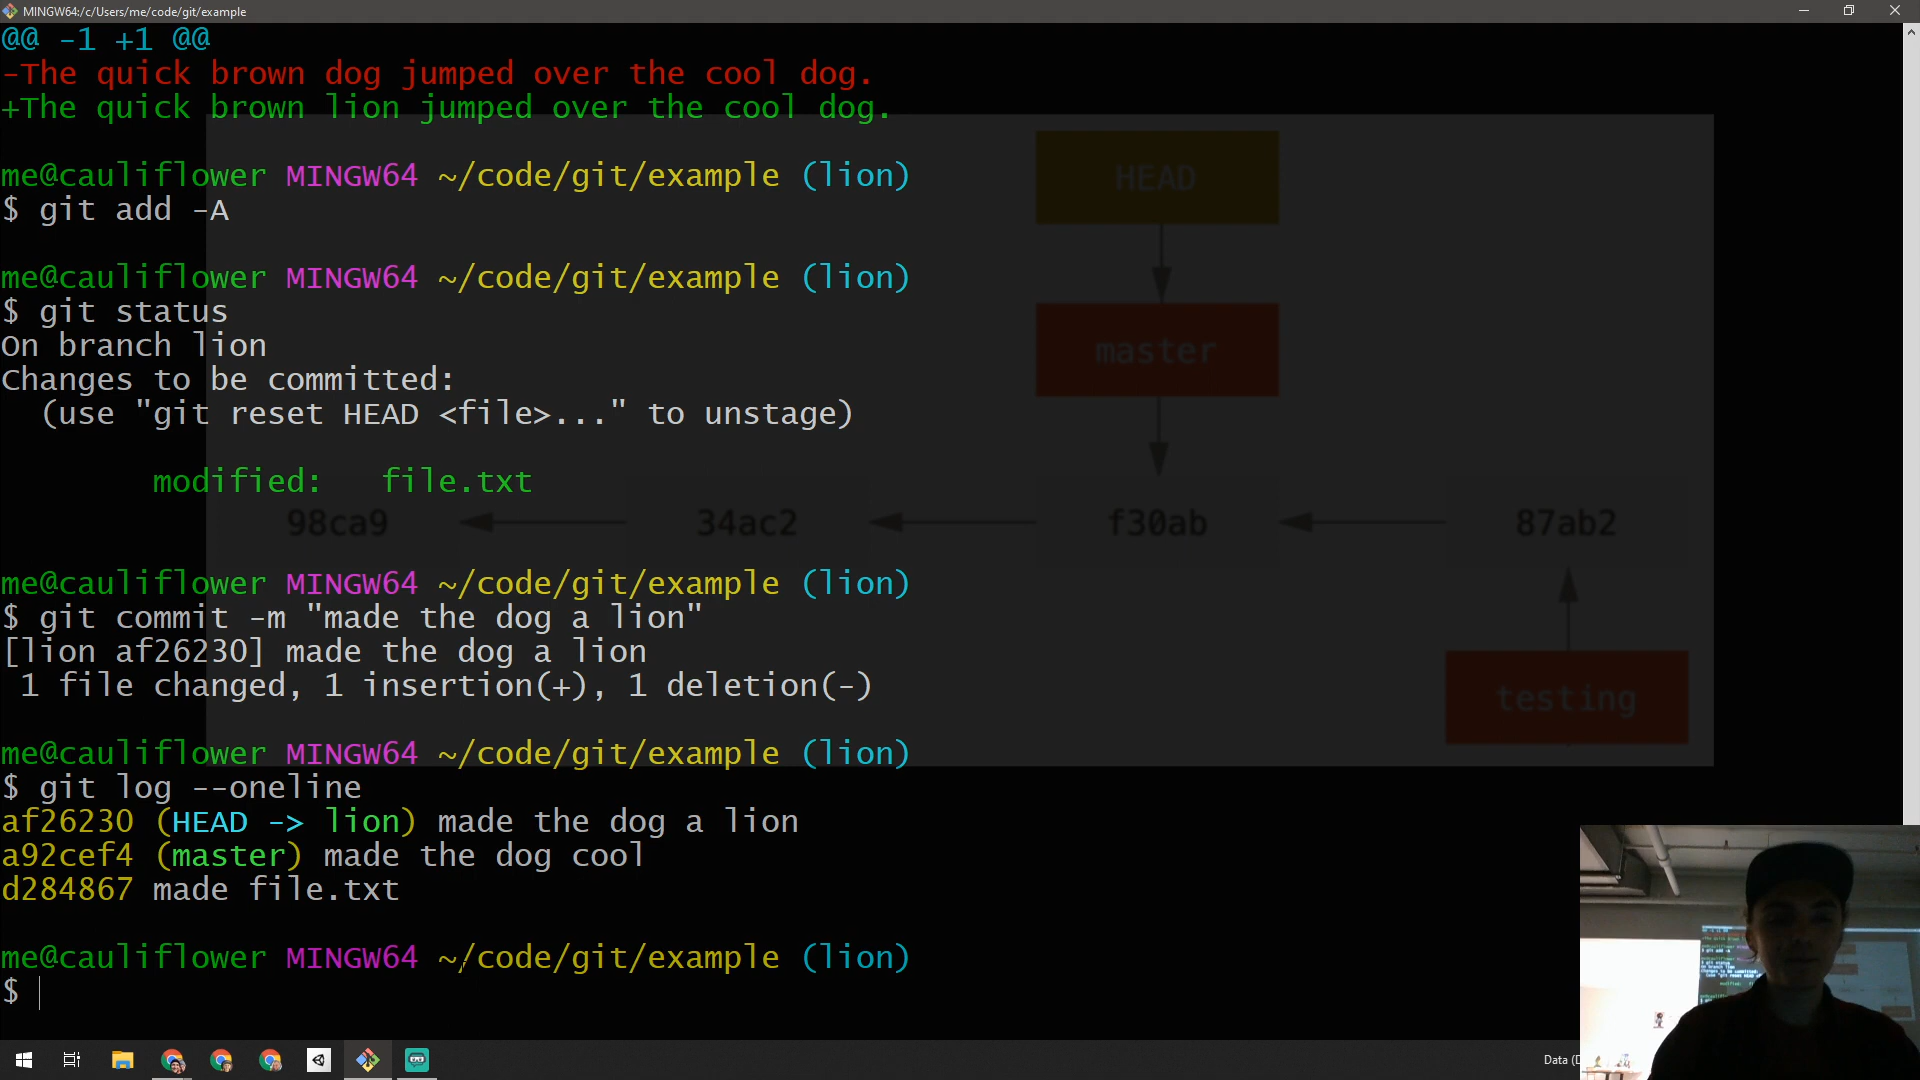 MINGW64:/c/Users/me/code/git/example
@@ -1 +1 @@
-The quick brown dog jumped over the cool dog.
+The quick brown lion jumped over the cool dog.
me@cauliflower MINGW64 ~/code/git/example (lion)
$ git add -A
me@cauliflower MINGW64 ~/code/git/example (lion)
$ git status
On branch lion
Changes to be committed:
  (use "git reset HEAD <file>..." to unstage)
        modified:   file.txt
me@cauliflower MINGW64 ~/code/git/example (lion)
$ git commit -m "made the dog a lion"
[lion af26230] made the dog a lion
 1 file changed, 1 insertion(+), 1 deletion(-)
me@cauliflower MINGW64 ~/code/git/example (lion)
$ git log --oneline
af26230 (HEAD -> lion) made the dog a lion
a92cef4 (master) made the dog cool
d284867 made file.txt
me@cauliflower MINGW64 ~/code/git/example (lion)
$
HEAD
master
98ca9 34ac2 f30ab 87ab2
testing
Data (D